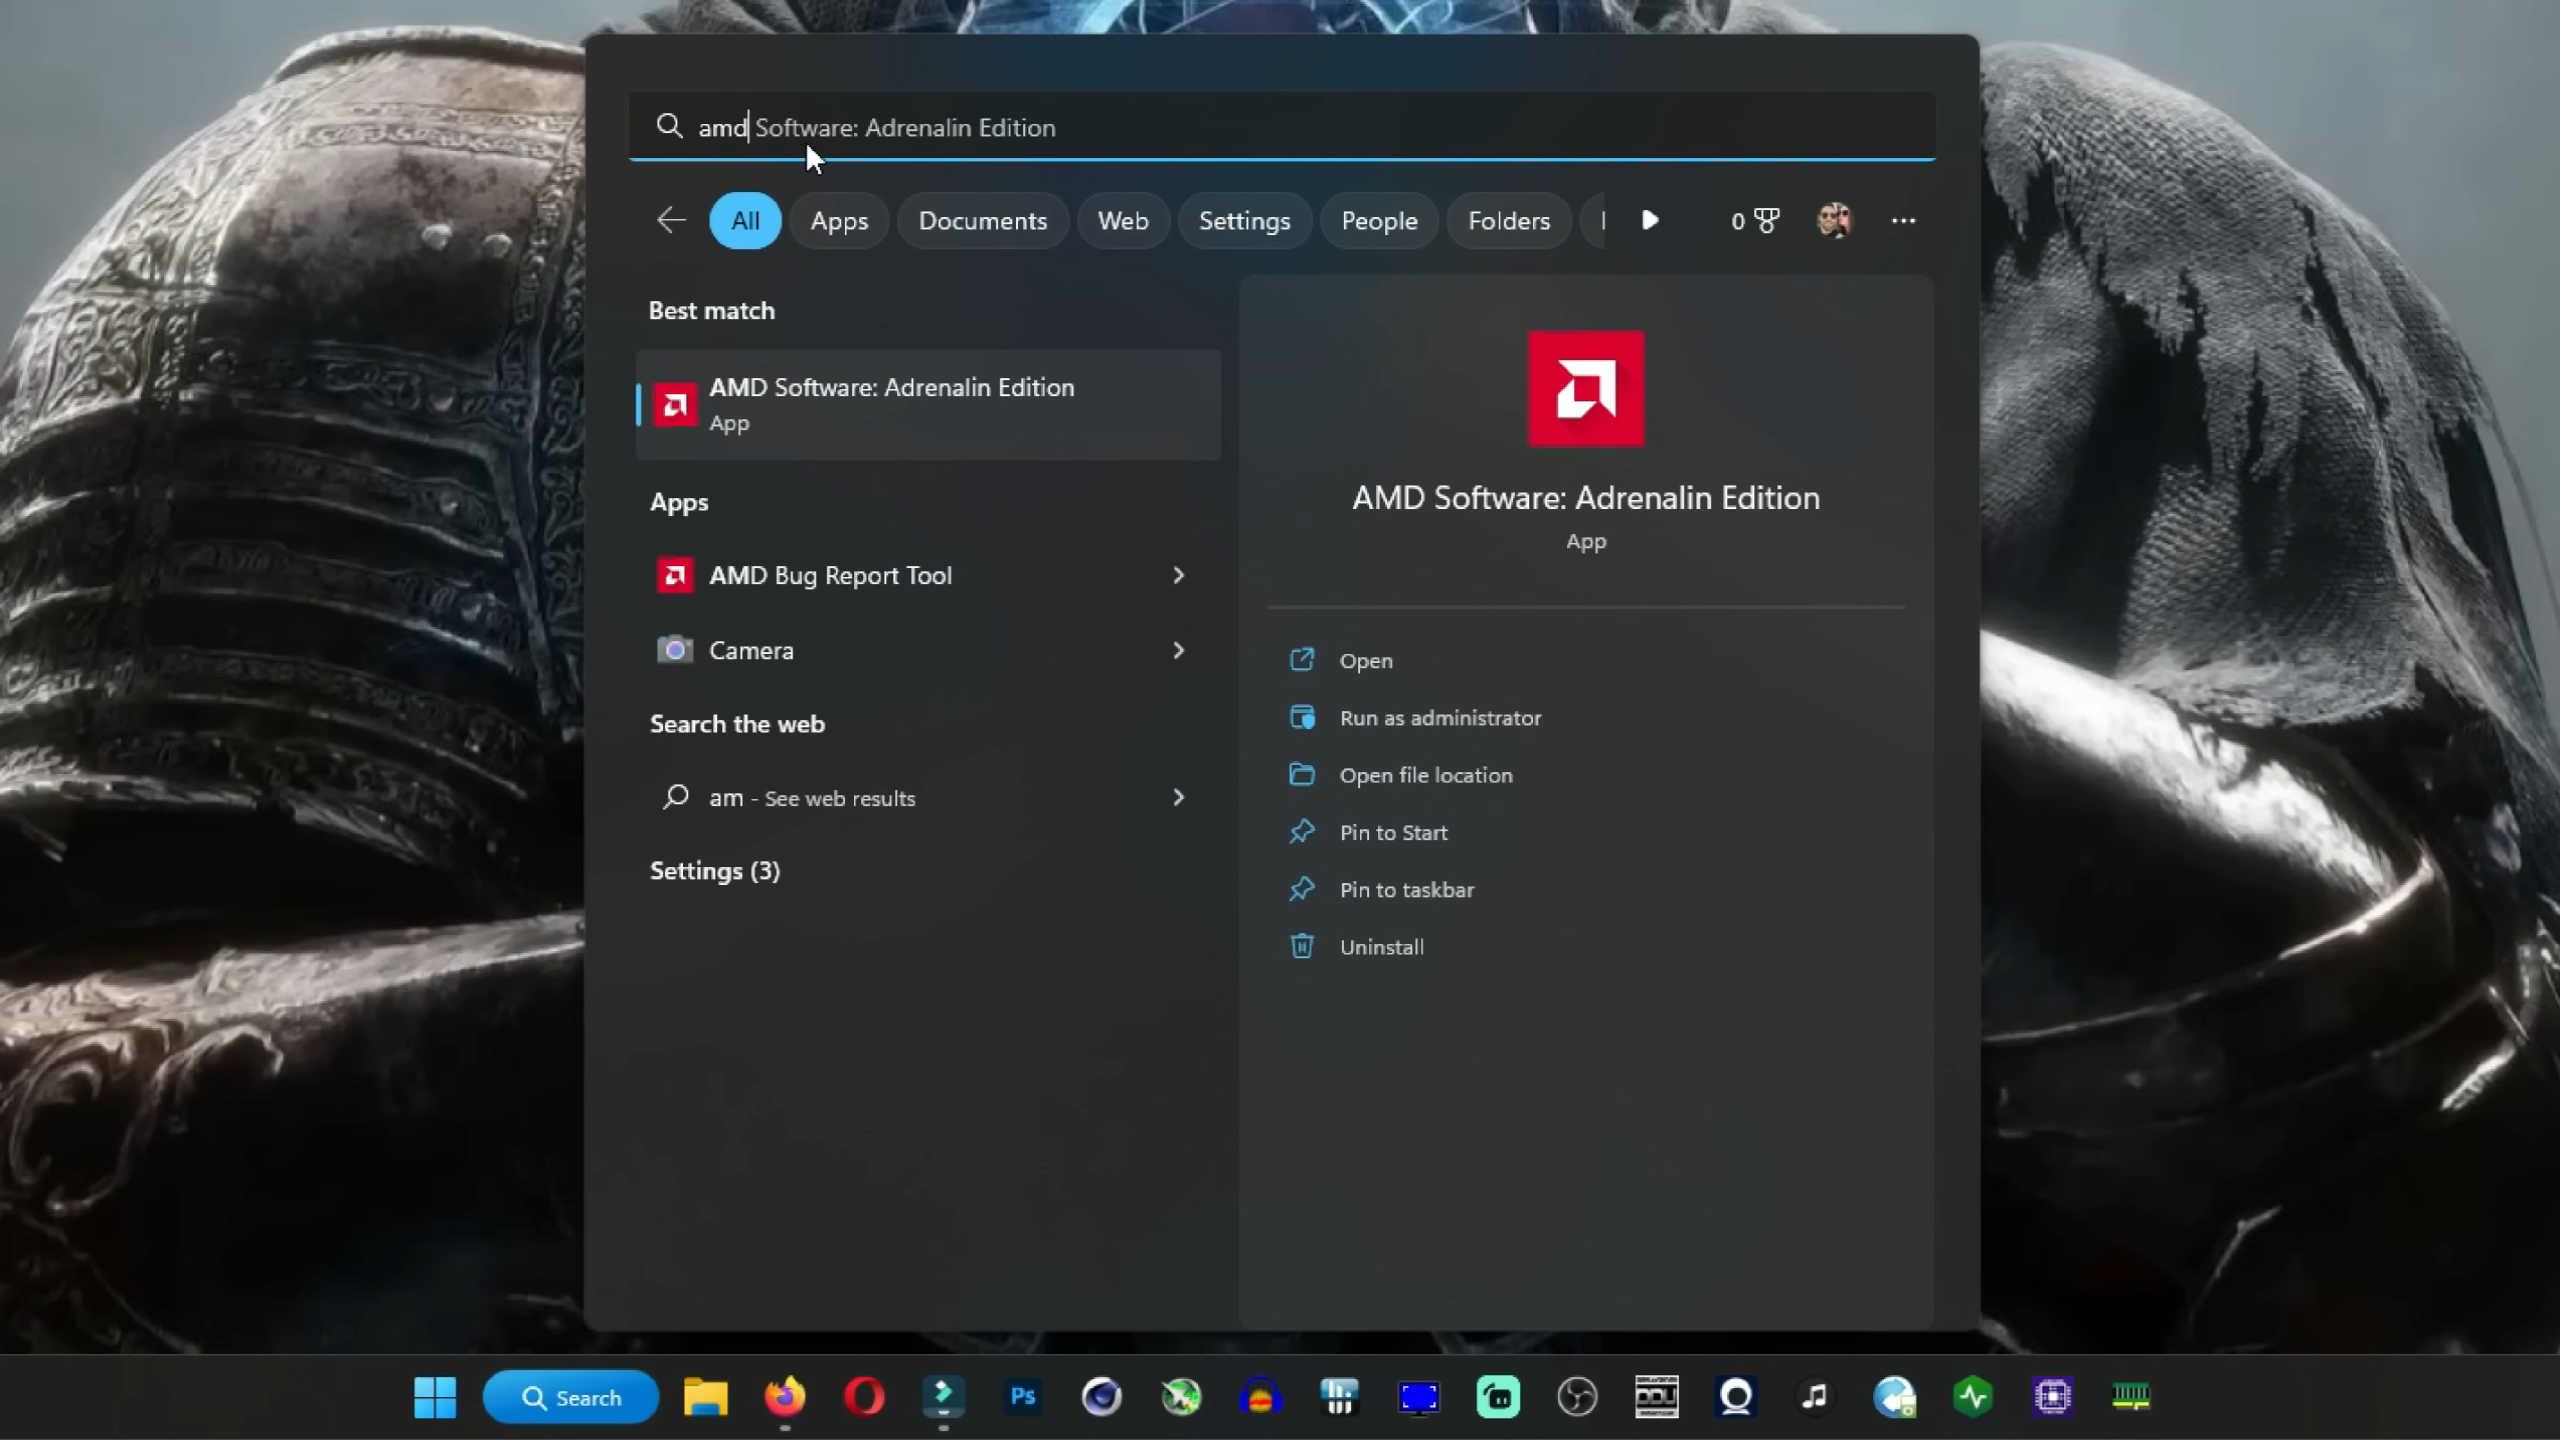 amd Software: Adrenalin Edition
All Apps Documents Web Settings People Folders 0
Best match
AMD Software: Adrenalin Edition
App
Apps
AMD Bug Report Tool
Camera
Search the web
am - See web results
Settings (3)
AMD Software: Adrenalin Edition
App
Open
Run as administrator
Open file location
Pin to Start
Pin to taskbar
Uninstall
Search
Ps
DDU